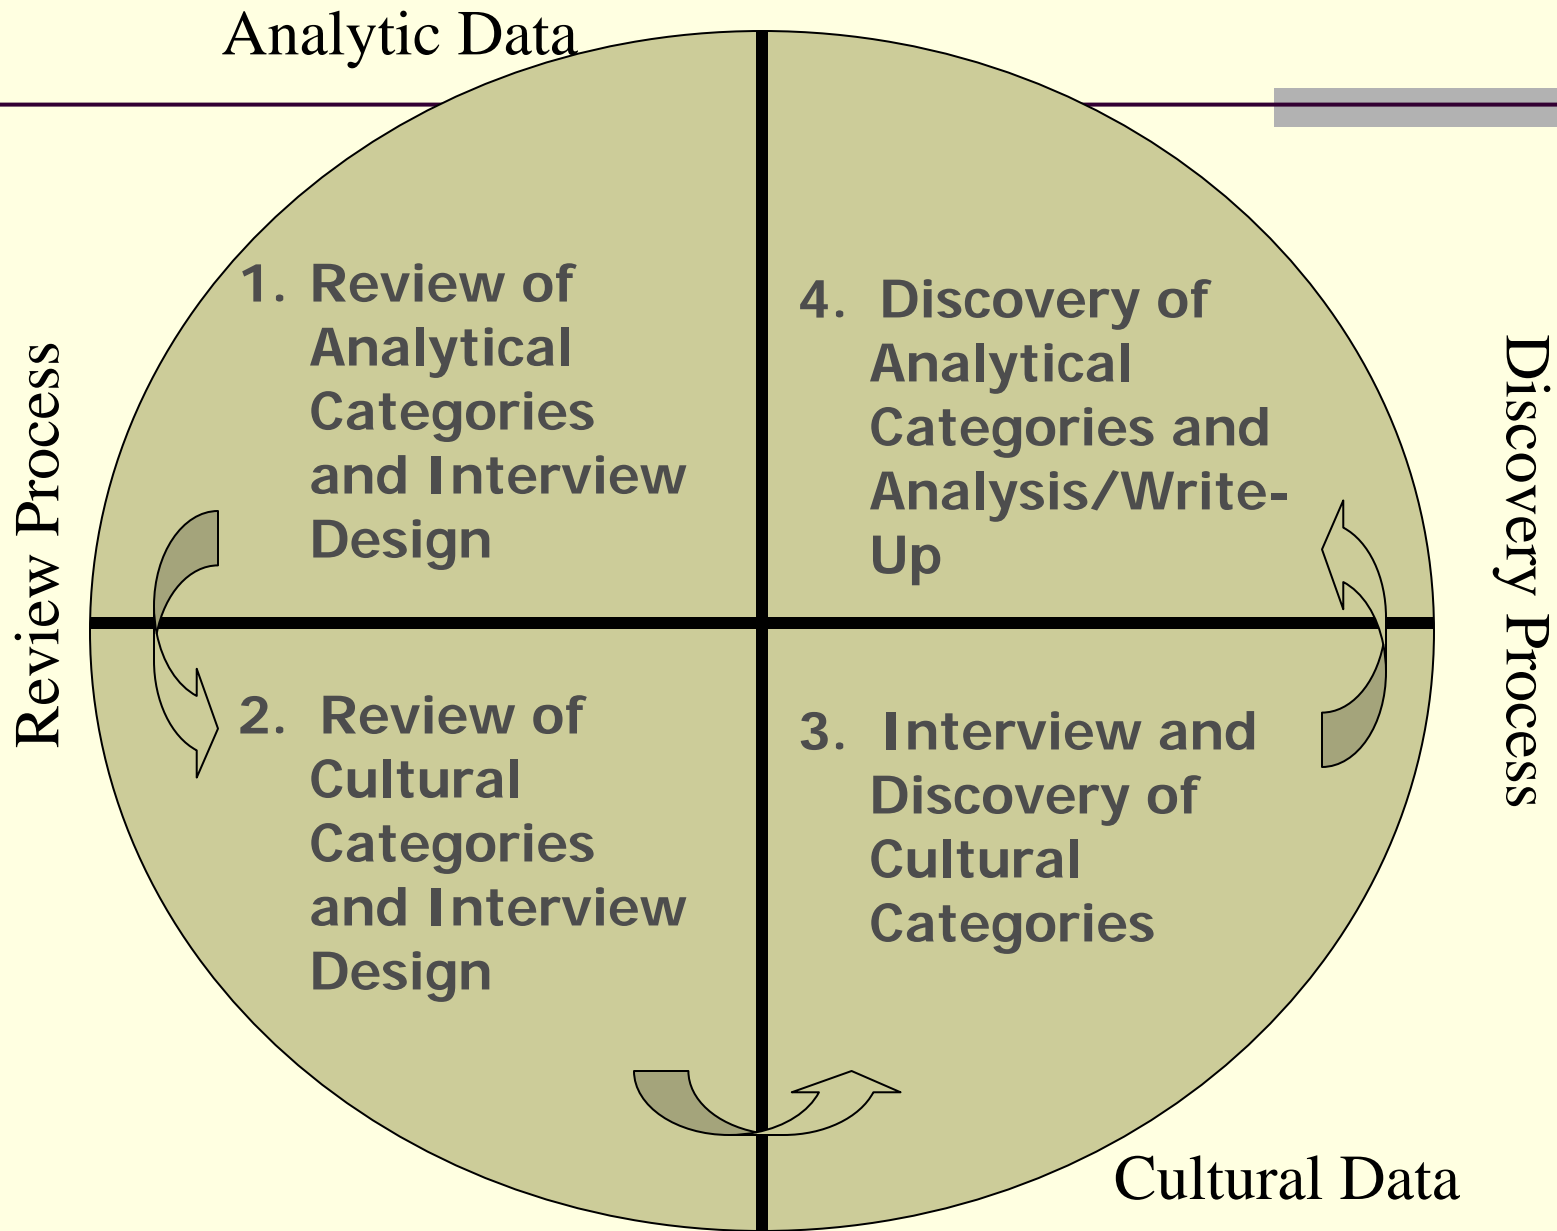 Analytic Data
Review Process
1. Review of
Analytical
Categories
and Interview
Design
2. Review of
Cultural
Categories
and Interview
Design
4. Discovery of
Analytical
Categories and
Analysis/Write-
Up
3. Interview and
Discovery of
Cultural
Categories
Discovery Process
Cultural Data